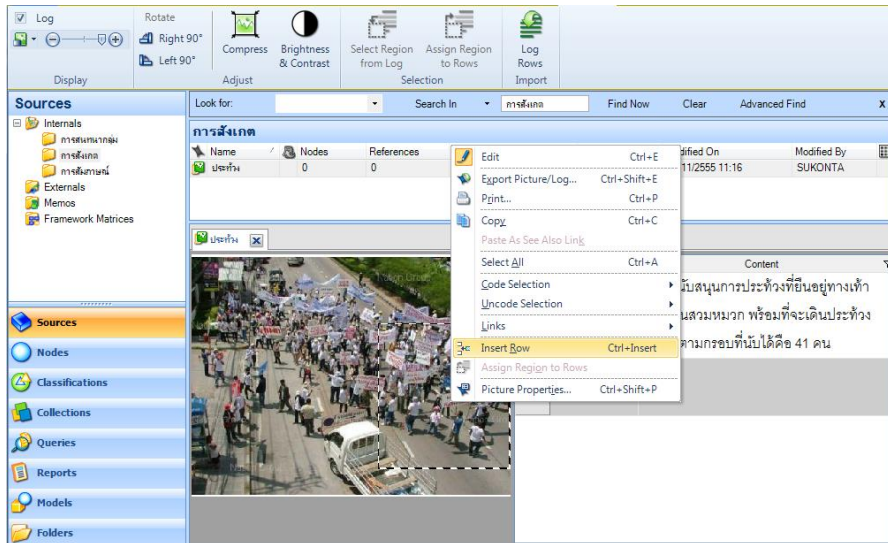 Log
Rotate
Right 90°
Left 90°
Compress
Brightness & Contrast
Select Region from Log
Assign Region to Rows
Log Rows
Display
Adjust
Selection
Import
Sources
Look for:
Search In
การสังเกต
Find Now
Clear
Advanced Find
x
Internals
การสนทนากลุ่ม
การสังเกต
การสัมภาษณ์
Externals
Memos
Framework Matrices
การสังเกต
Name
Nodes
References
dified On
Modified By
ประท้วง
0
0
11/2555 11:16
SUKONTA
ประท้วง
Edit Ctrl+E
Export Picture/Log... Ctrl+Shift+E
Print... Ctrl+P
Copy Ctrl+C
Paste As See Also Link
Select All Ctrl+A
Code Selection
Uncode Selection
Links
Insert Row Ctrl+Insert
Assign Region to Rows
Picture Properties... Ctrl+Shift+P
Content
ับสนุนการประท้วงที่ยืนอยู่ทางเท้า
นสวมหมวก พร้อมที่จะเดินประท้วง
ตามกรอบที่นับได้คือ 41 คน
Sources
Nodes
Classifications
Collections
Queries
Reports
Models
Folders